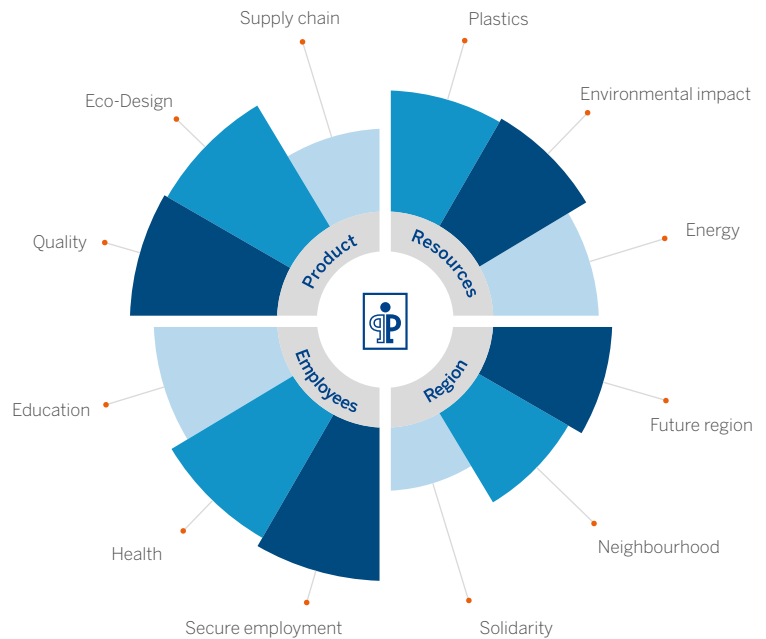 Supply chain
Plastics
Eco-Design
Environmental impact
Quality
Energy
Product
Resources
Employees
Region
Education
Future region
Health
Neighbourhood
Secure employment
Solidarity